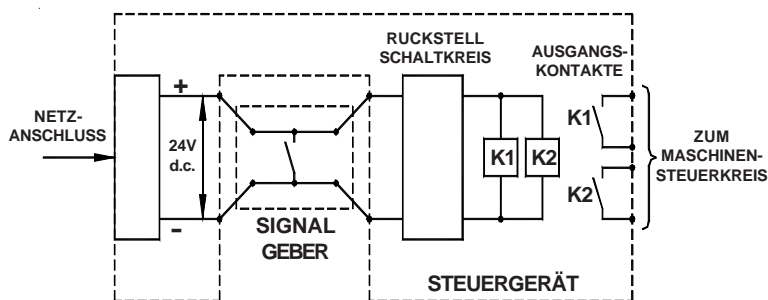 RUCKSTELL
SCHALTKREIS
AUSGANGS-
KONTAKTE
NETZ-
ANSCHLUSS
+
24V
d.c.
-
SIGNAL
GEBER
K1
K2
K1
K2
ZUM
MASCHINEN-
STEUERKREIS
STEUERGERÄT